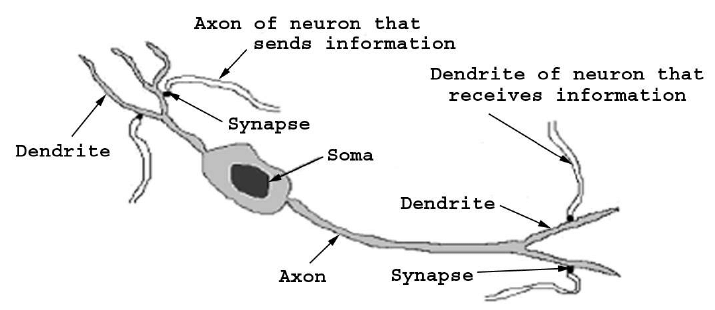 Axon of neuron that
sends information
Dendrite of neuron that
receives information
Synapse
Dendrite
Soma
Dendrite
Axon
Synapse